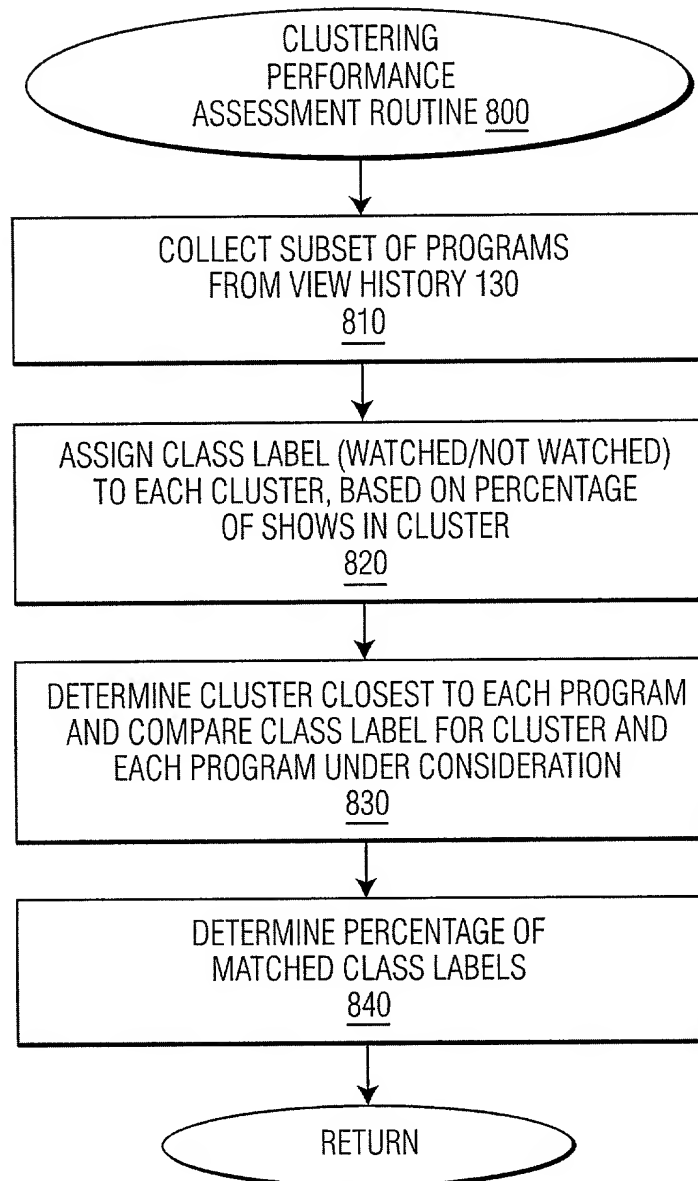 CLUSTERING
PERFORMANCE
ASSESSMENT ROUTINE 800
COLLECT SUBSET OF PROGRAMS
FROM VIEW HISTORY 130
810
ASSIGN CLASS LABEL (WATCHED/NOT WATCHED)
TO EACH CLUSTER, BASED ON PERCENTAGE
OF SHOWS IN CLUSTER
820
DETERMINE CLUSTER CLOSEST TO EACH PROGRAM
AND COMPARE CLASS LABEL FOR CLUSTER AND
EACH PROGRAM UNDER CONSIDERATION
830
DETERMINE PERCENTAGE OF
MATCHED CLASS LABELS
840
RETURN